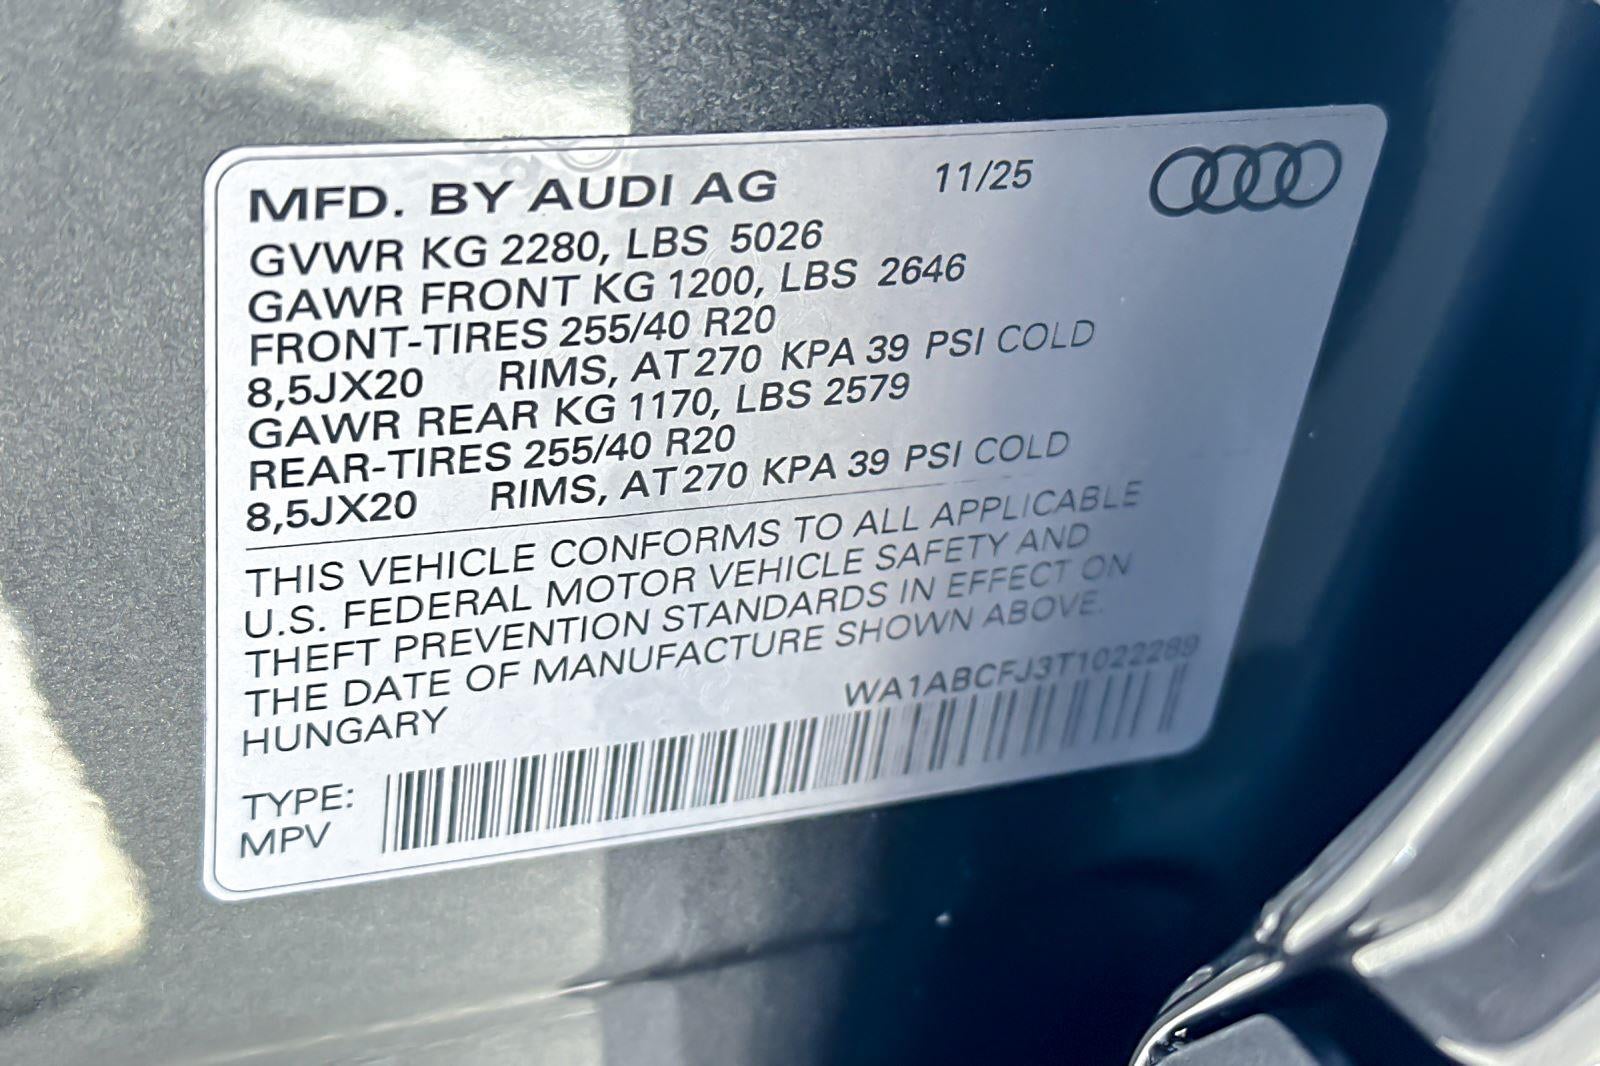 MFD. BY AUDI AG 11/25
GVWR KG 2280, LBS 5026
GAWR FRONT KG 1200, LBS 2646
FRONT-TIRES 255/40 R20
8,5JX20 RIMS, AT 270 KPA 39 PSI COLD
GAWR REAR KG 1170, LBS 2579
REAR-TIRES 255/40 R20
8,5JX20 RIMS, AT 270 KPA 39 PSI COLD
THIS VEHICLE CONFORMS TO ALL APPLICABLE
U.S. FEDERAL MOTOR VEHICLE SAFETY AND
THEFT PREVENTION STANDARDS IN EFFECT ON
THE DATE OF MANUFACTURE SHOWN ABOVE.
HUNGARY WA1ABCFJ3T1022289
TYPE:
MPV